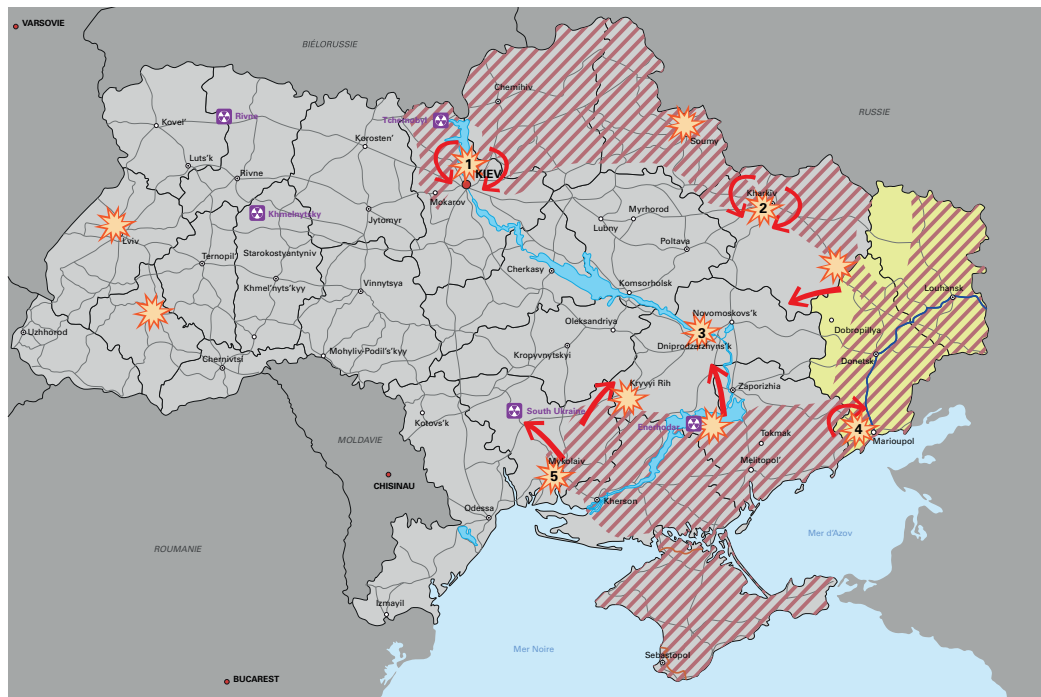 VARSOVIE
BIÉLORUSSIE
RUSSIE
Chernihiv
Kovel'
Rivne
Tchernobyl
Korosten'
Soumy
Luts'k
1
KIEV
Rivne
Mokarov
Kharkiv
2
Khmelnytsky
Jytomyr
Myrhorod
Lubny
Lviv
Poltava
Ternopil
Starokostyantyniv
Cherkasy
Khmel'nyts'kyy
Vinnytsya
Komsorholsk
Louhansk
Novomoskovs'k
Oleksandriya
Uzhhorod
3
Dobropillya
Dniprodzerzhyns'k
Mohyliv-Podil's'kyy
Kropyvnytskyi
Chernivtsi
Donetsk
Kryvyi Rih
Zaporizhia
South Ukraine
Kotovs'k
Enerhodar
4
MOLDAVIE
Tokmak
Marioupol
Mykolaiv
Melitopol'
5
CHISINAU
Kherson
Odessa
Mer d'Azov
ROUMANIE
Izmayil
Mer Noire
Sebastopol
BUCAREST